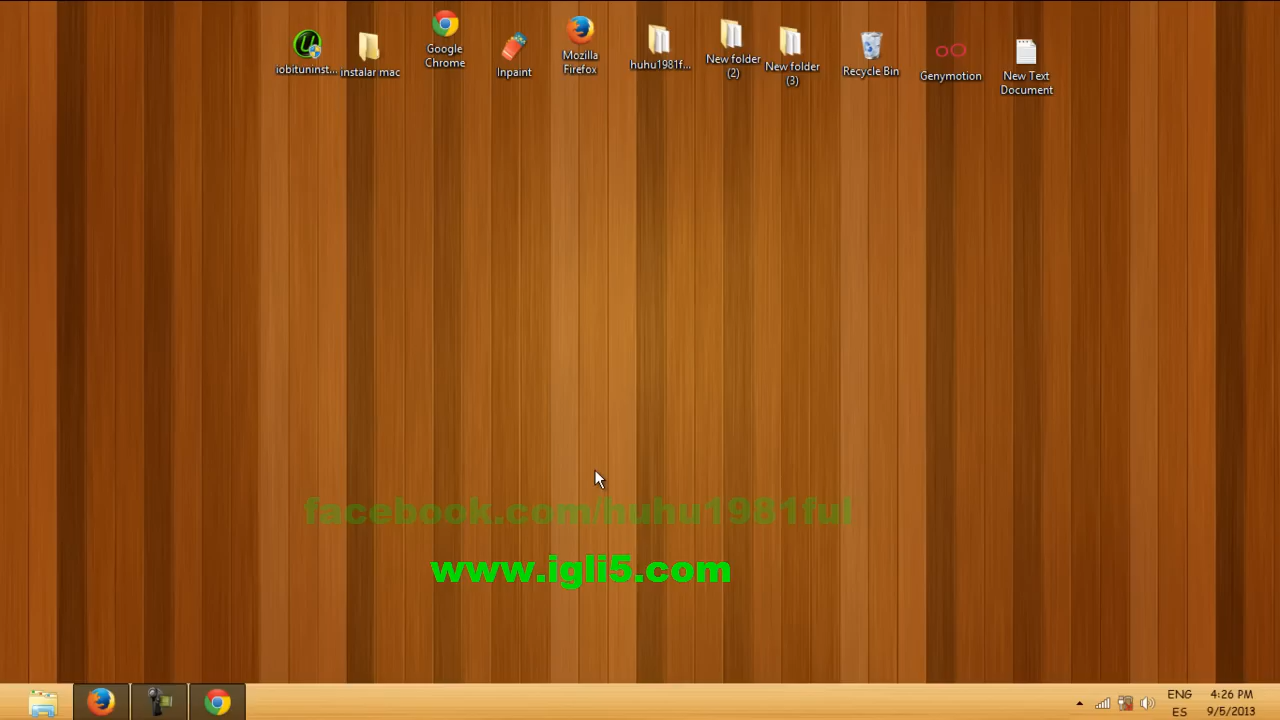 iobituninst...
instalar mac
Google
Chrome
Inpaint
Mozilla
Firefox
huhu1981f...
New folder
(2)
New folder
(3)
Recycle Bin
Genymotion
New Text
Document
facebook.com/huhu1981ful
www.igli5.com
ENG
ES
4:26 PM
9/5/2013